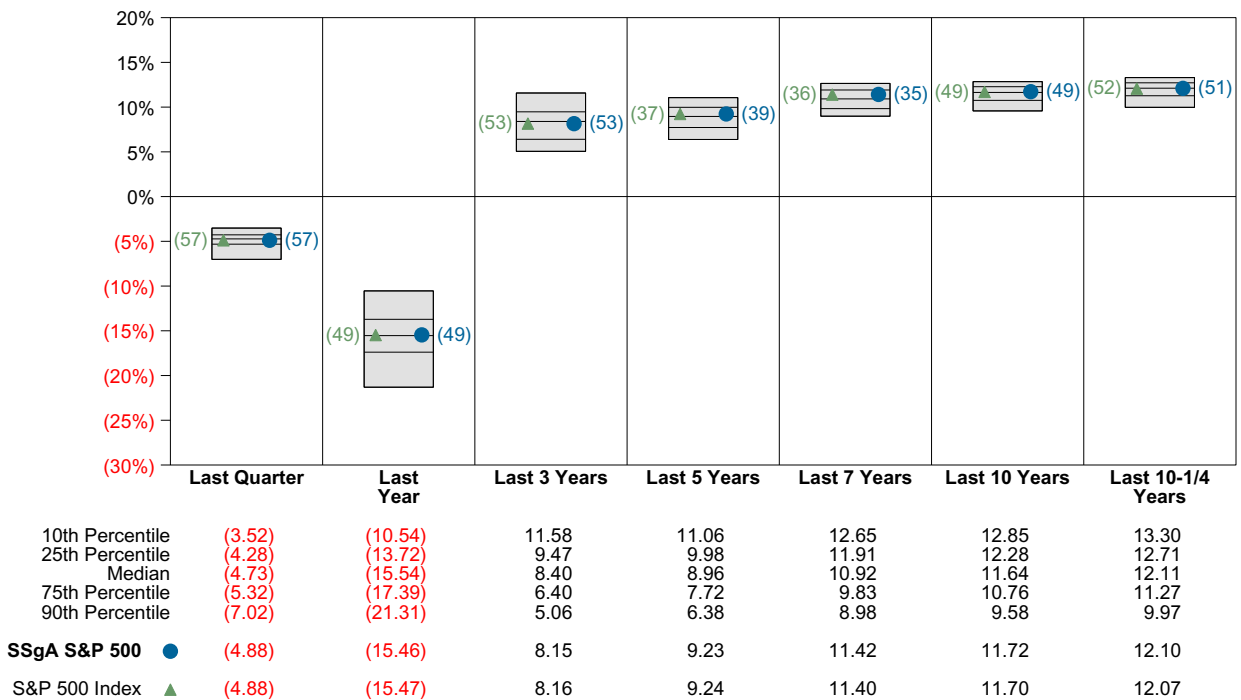 20%
15%
10%
5%
0%
(5%)
(10%)
(15%)
(20%)
(25%)
(30%)
(57) (57)
(49) (49)
(53) (53)
(37) (39)
(36) (35)
(49) (49)
(52) (51)
Last Quarter Last Year Last 3 Years Last 5 Years Last 7 Years Last 10 Years Last 10-1/4 Years
10th Percentile (3.52) (10.54) 11.58 11.06 12.65 12.85 13.30
25th Percentile (4.28) (13.72) 9.47 9.98 11.91 12.28 12.71
Median (4.73) (15.54) 8.40 8.96 10.92 11.64 12.11
75th Percentile (5.32) (17.39) 6.40 7.72 9.83 10.76 11.27
90th Percentile (7.02) (21.31) 5.06 6.38 8.98 9.58 9.97
SSgA S&P 500 (4.88) (15.46) 8.15 9.23 11.42 11.72 12.10
S&P 500 Index (4.88) (15.47) 8.16 9.24 11.40 11.70 12.07